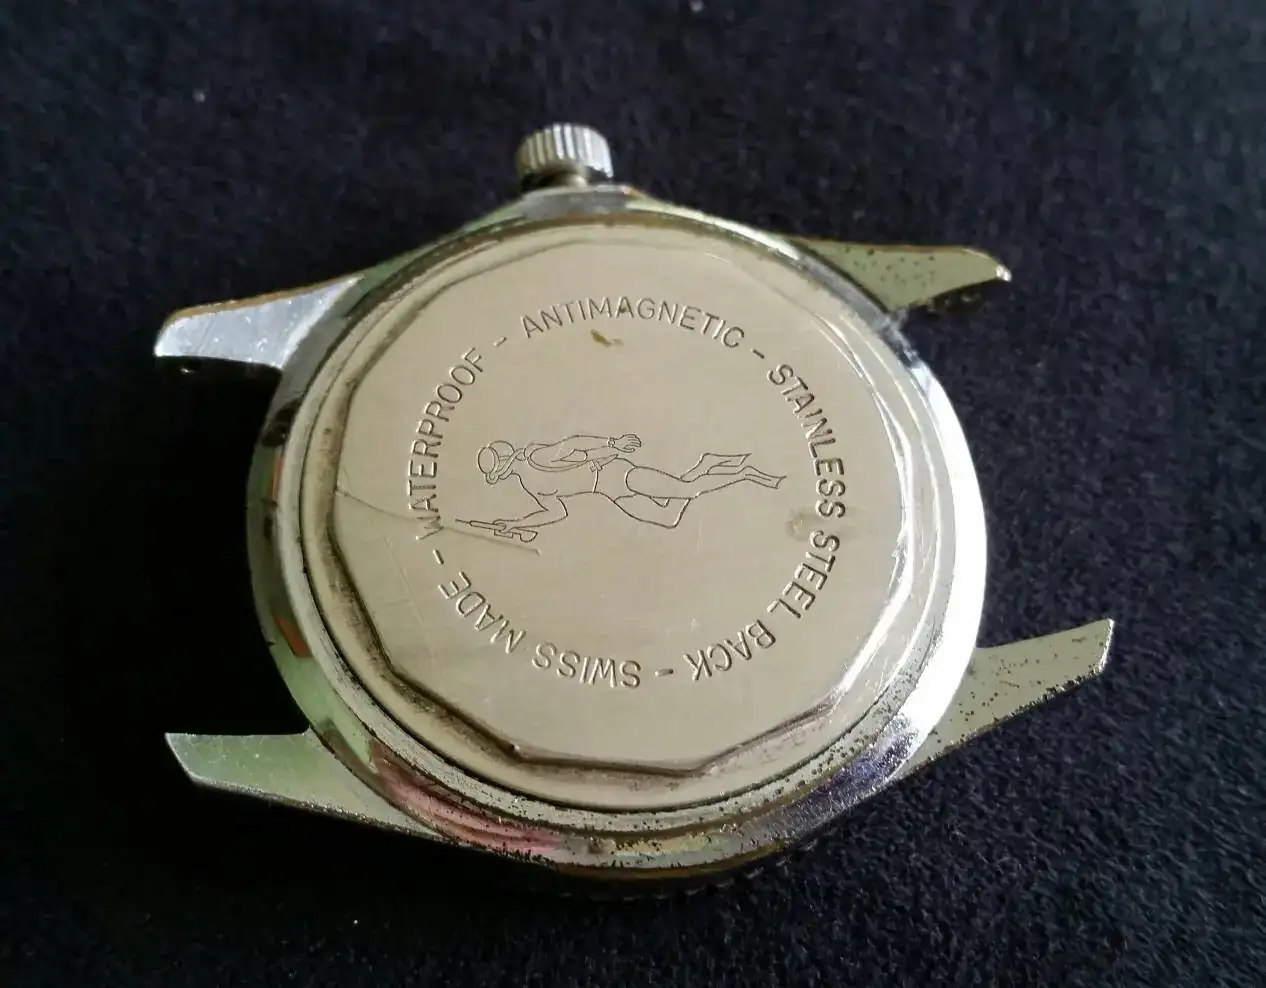 WATERPROOF - ANTIMAGNETIC - STAINLESS STEEL BACK - SWISS MADE -